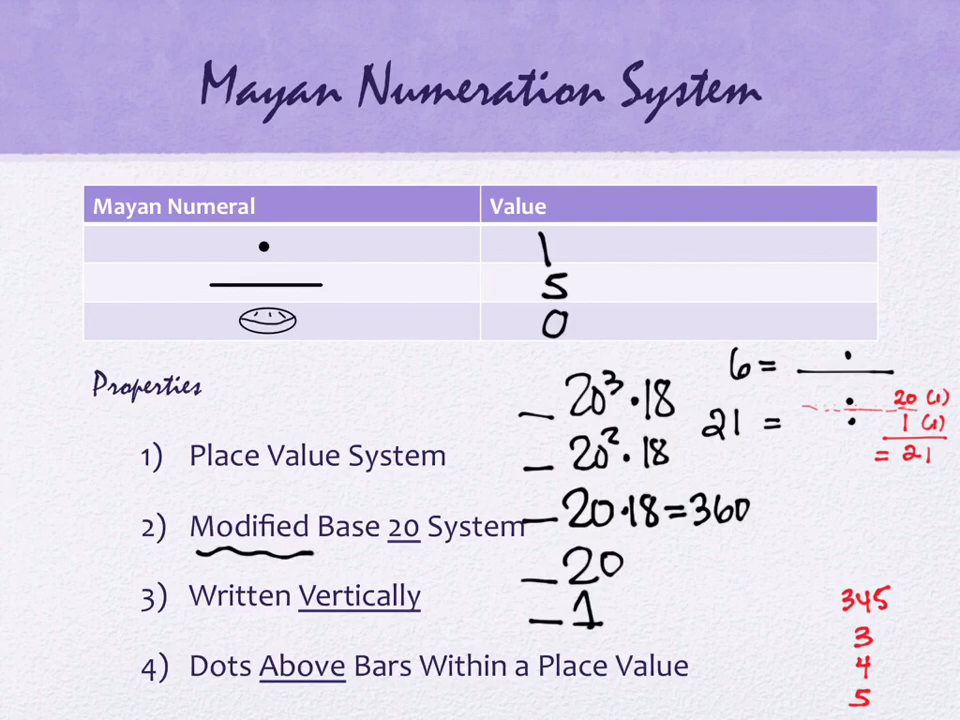 Mayan Numeration System
Mayan Numeral Value
1
5
0
Properties
1) Place Value System
2) Modified Base 20 System
3) Written Vertically
4) Dots Above Bars Within a Place Value
20³·18
20²·18
20·18=360
20
1
6 =
21 =
20 (1)
1 (1)
= 21
345
3
4
5